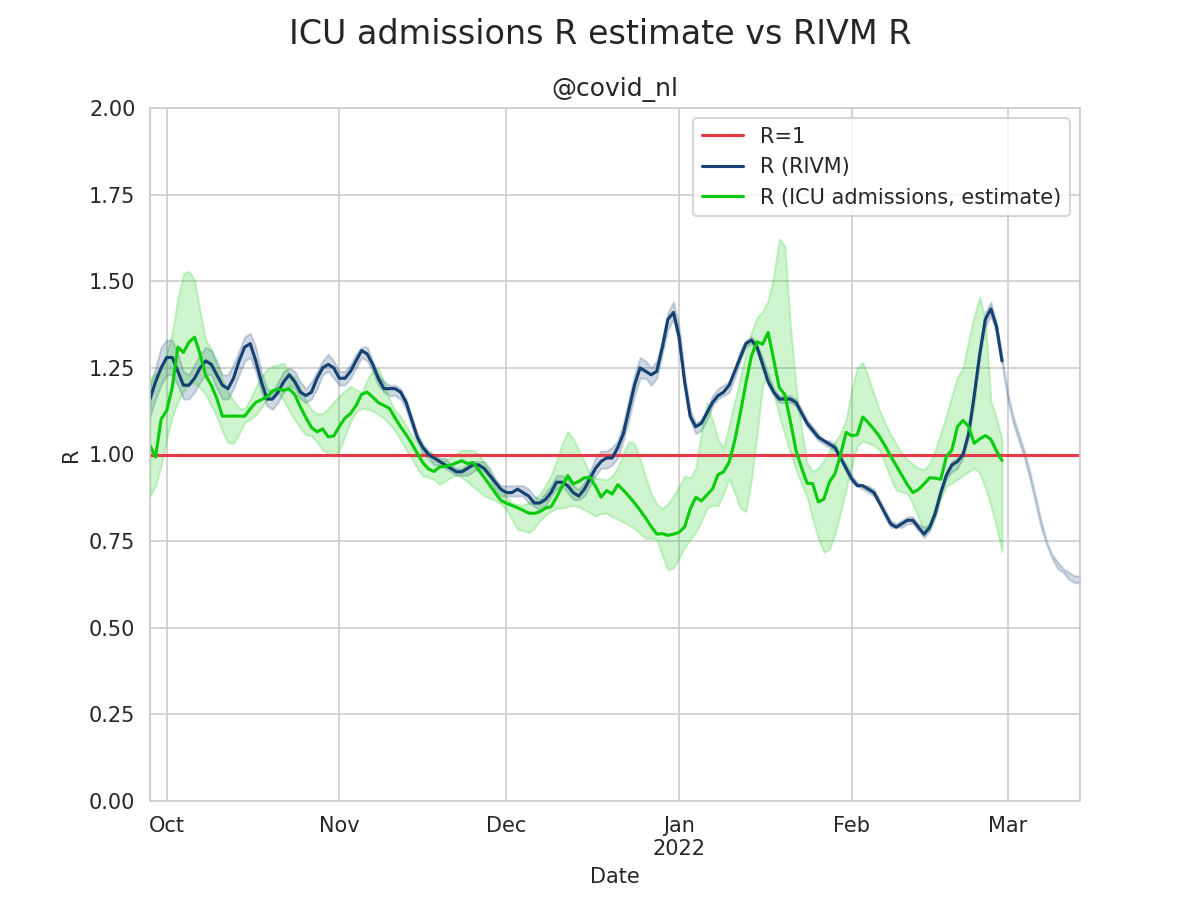 ICU admissions R estimate vs RIVM R
@covid_nl
R=1
R (RIVM)
R (ICU admissions, estimate)
2.00
1.75
1.50
1.25
1.00
0.75
0.50
0.25
0.00
R
Oct Nov Dec Jan Feb Mar
2022
Date